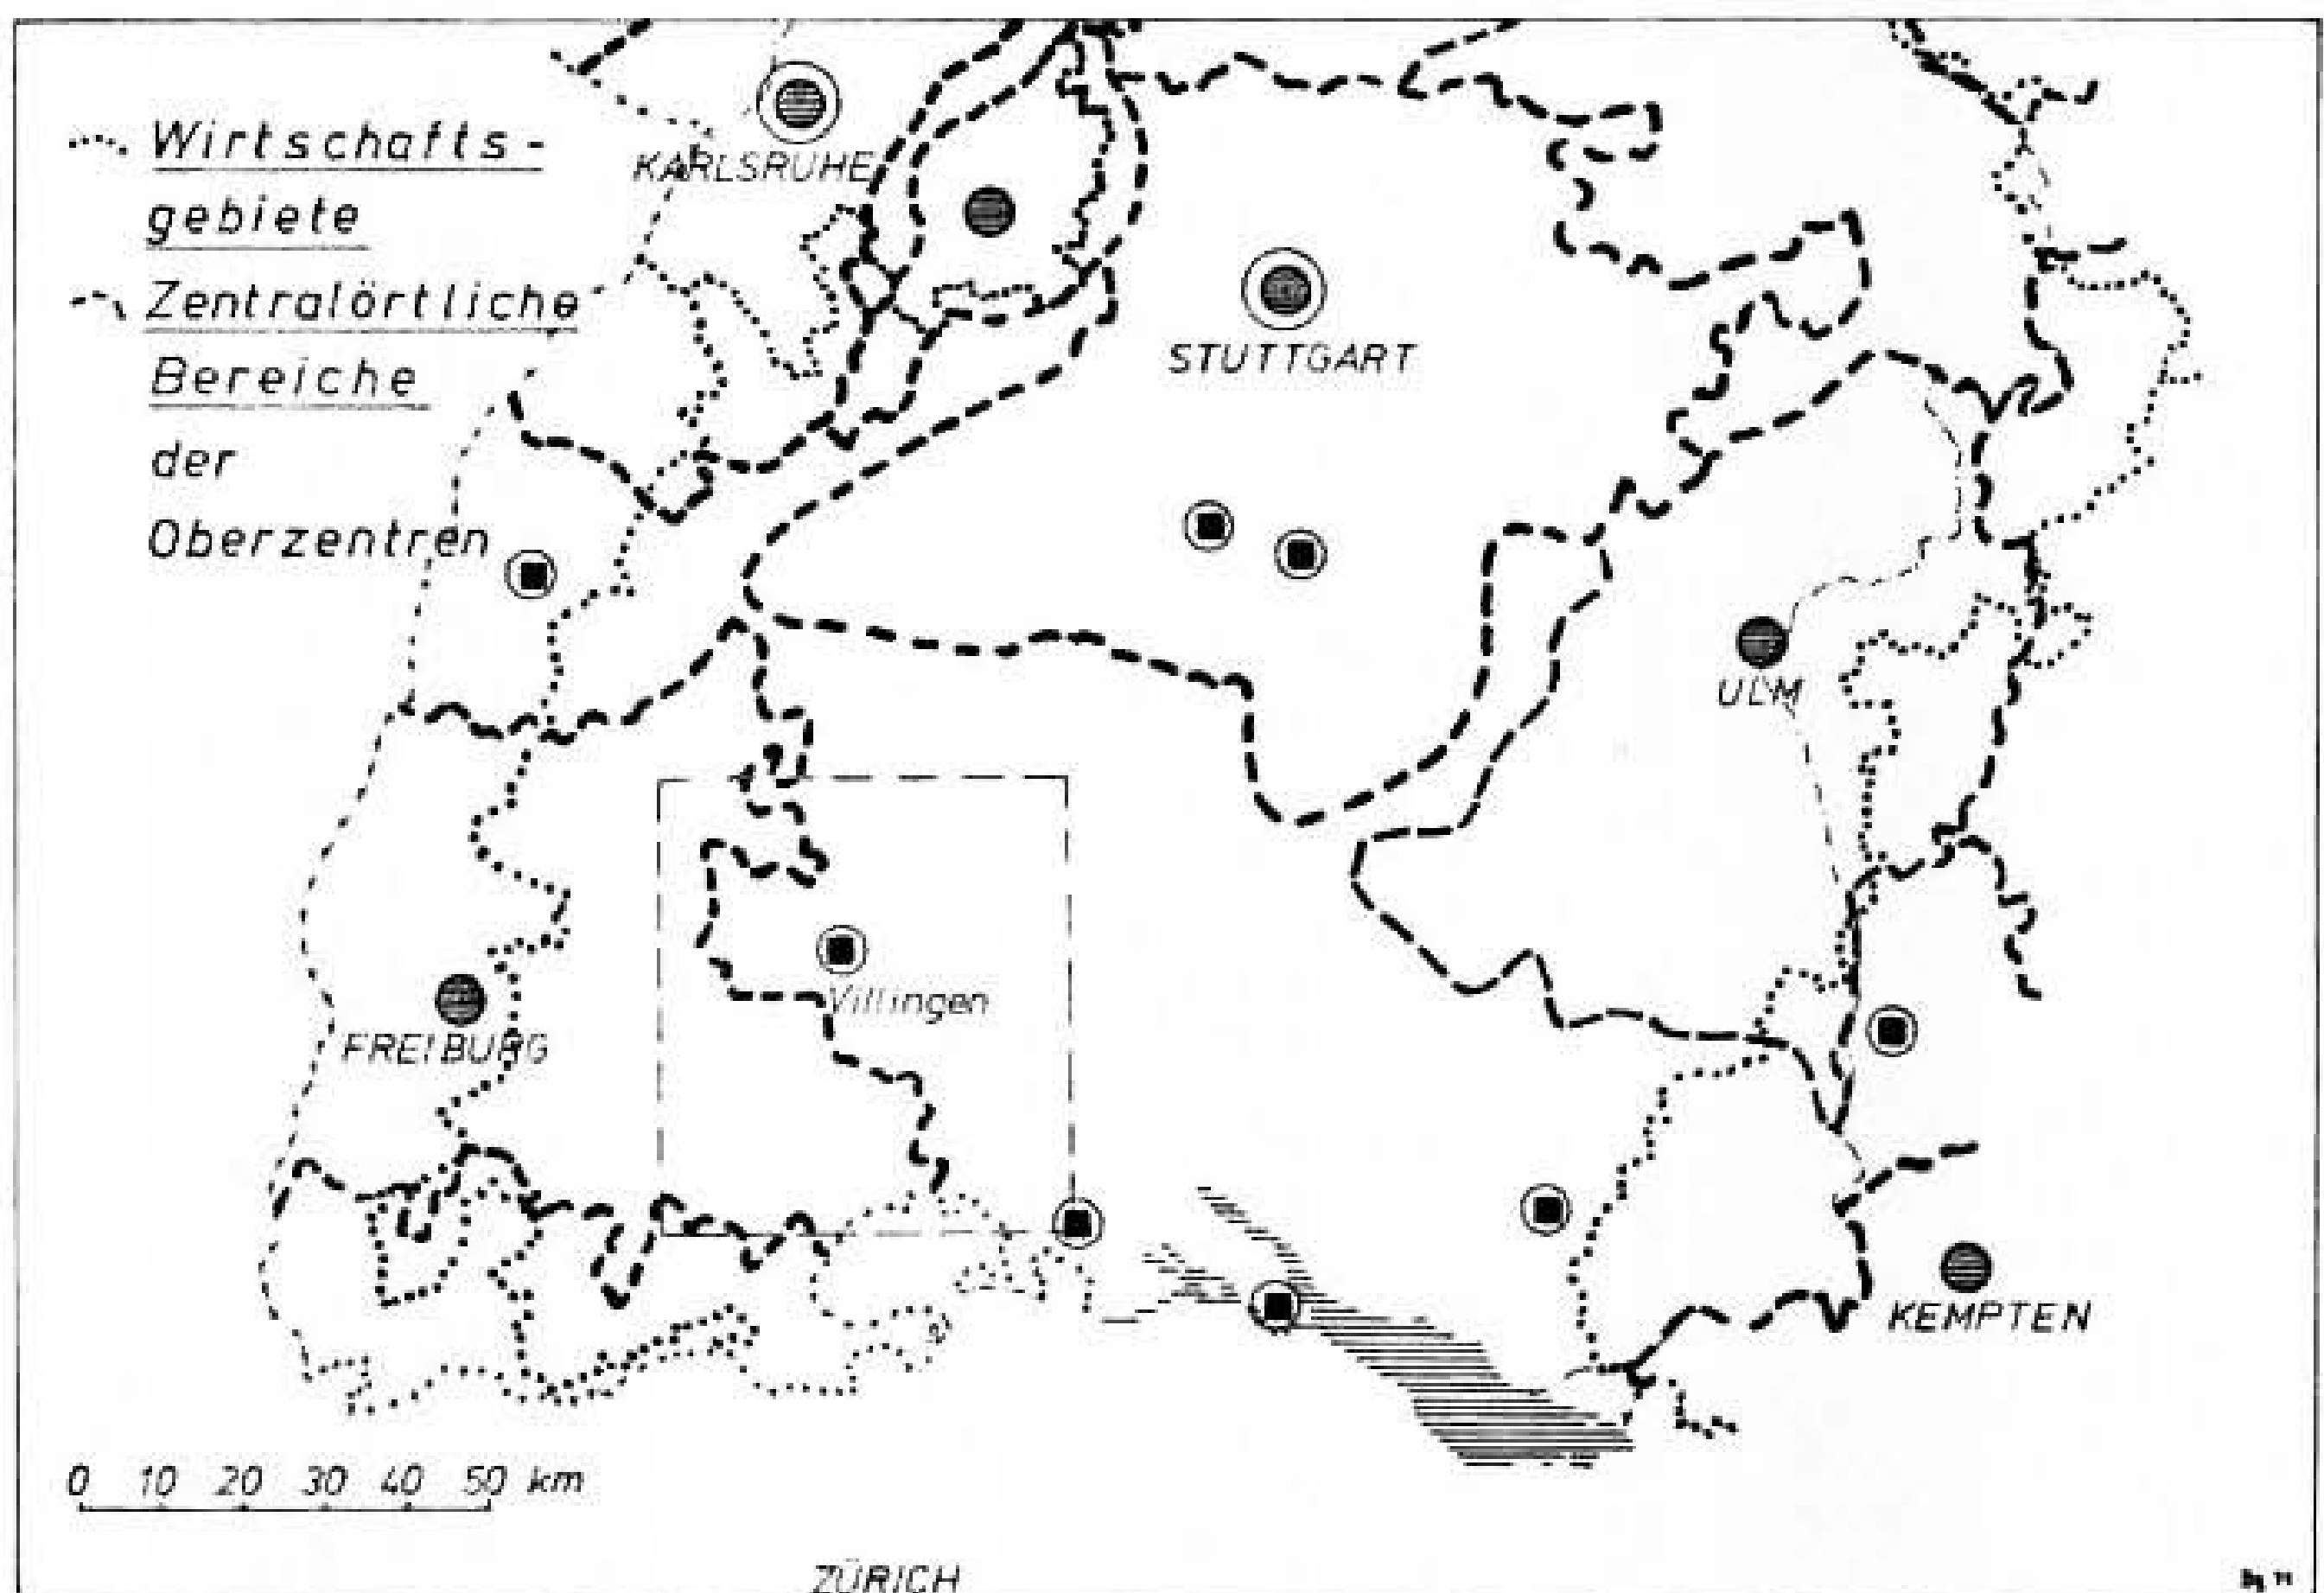 Wirtschafts-
gebiete
Zentralörtliche
Bereiche
der
Oberzentren
KARLSRUHE
STUTTGART
ULM
Villingen
FREIBURG
KEMPTEN
0 10 20 30 40 50 km
ZÜRICH